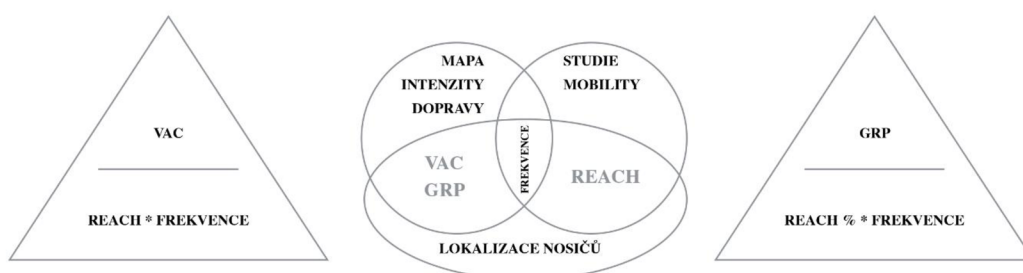 VAC
REACH * FREKVENCE
MAPA
INTENZITY
DOPRAVY
STUDIE
MOBILITY
VAC
GRP
FREKVENCE
REACH
LOKALIZACE NOSIČŮ
GRP
REACH % * FREKVENCE